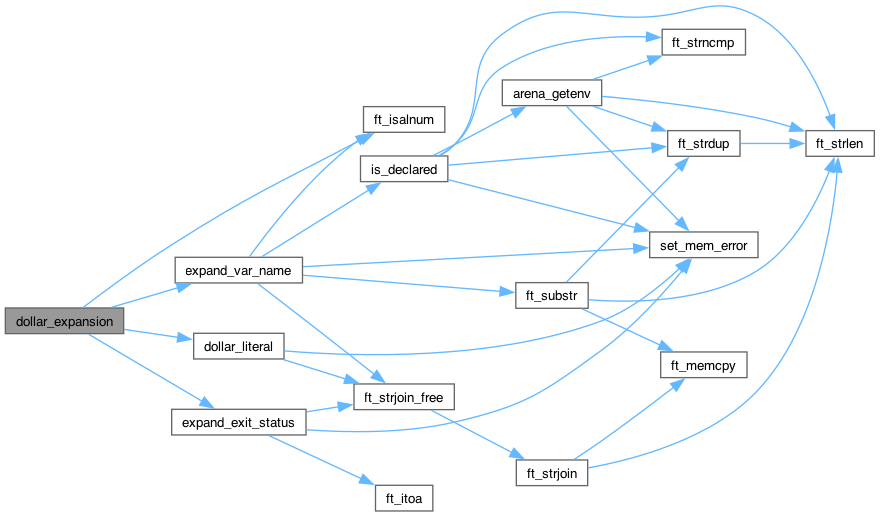 ft_strncmp
arena_getenv
ft_isalnum
ft_strdup
ft_strlen
is_declared
set_mem_error
expand_var_name
ft_substr
dollar_expansion
dollar_literal
ft_memcpy
ft_strjoin_free
expand_exit_status
ft_strjoin
ft_itoa